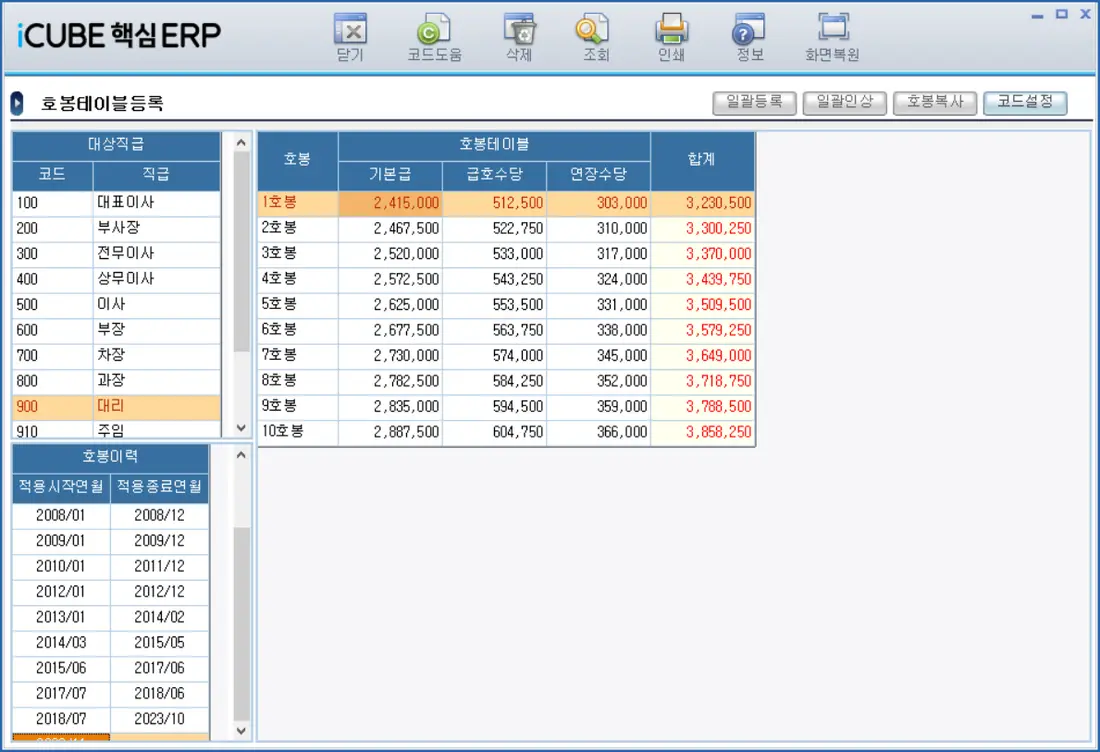 iCUBE 핵심ERP
닫기 코드도움 삭제 조회 인쇄 정보 화면복원
호봉테이블등록
일괄등록 일괄인상 호봉복사 코드설정
대상직급
코드 직급
100 대표이사
200 부사장
300 전무이사
400 상무이사
500 이사
600 부장
700 차장
800 과장
900 대리
910 주임
호봉이력
적용시작연월 적용종료연월
2008/01 2008/12
2009/01 2009/12
2010/01 2011/12
2012/01 2012/12
2013/01 2014/02
2014/03 2015/05
2015/06 2017/06
2017/07 2018/06
2018/07 2023/10
호봉 호봉테이블 합계
기본급 급호수당 연장수당
1호봉 2,415,000 512,500 303,000 3,230,500
2호봉 2,467,500 522,750 310,000 3,300,250
3호봉 2,520,000 533,000 317,000 3,370,000
4호봉 2,572,500 543,250 324,000 3,439,750
5호봉 2,625,000 553,500 331,000 3,509,500
6호봉 2,677,500 563,750 338,000 3,579,250
7호봉 2,730,000 574,000 345,000 3,649,000
8호봉 2,782,500 584,250 352,000 3,718,750
9호봉 2,835,000 594,500 359,000 3,788,500
10호봉 2,887,500 604,750 366,000 3,858,250